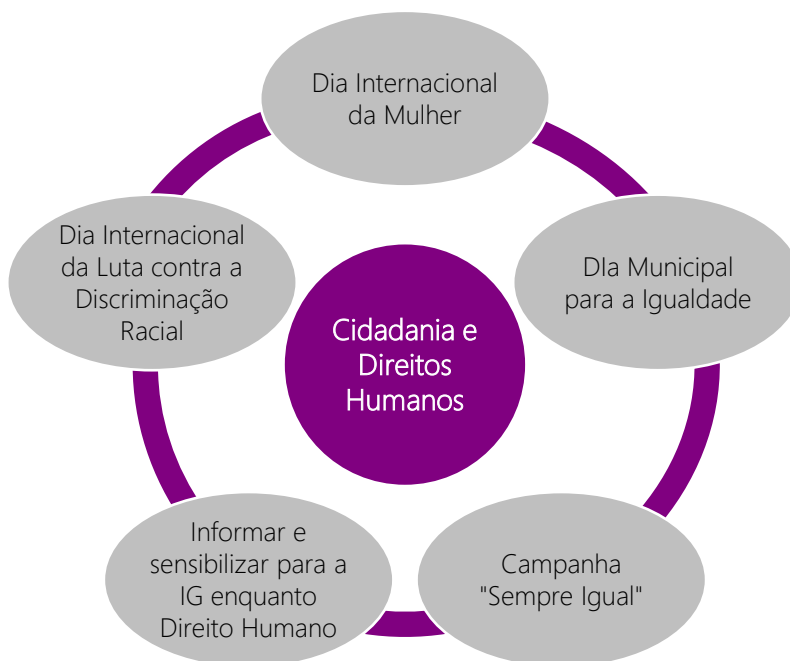 Dia Internacional
da Mulher
DIa Municipal
para a Igualdade
Campanha
"Sempre Igual"
Informar e
sensibilizar para a
IG enquanto
Direito Humano
Dia Internacional
da Luta contra a
Discriminação
Racial
Cidadania e
Direitos
Humanos